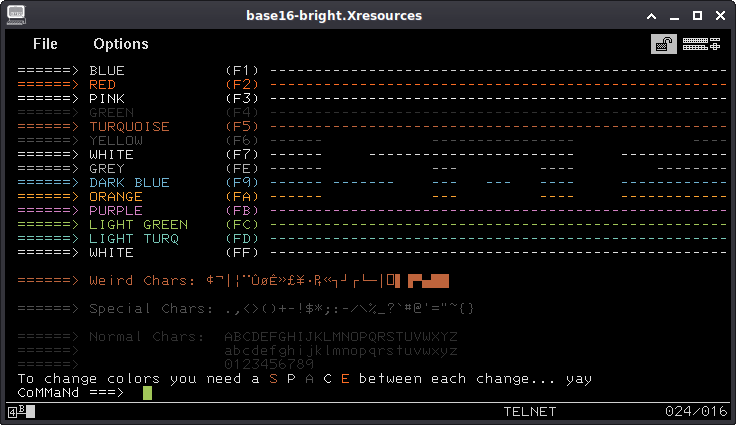 base16-bright.Xresources
File Options
======> BLUE (F1) ----------------------------------------------------
======> RED (F2) ----------------------------------------------------
======> PINK (F3) ----------------------------------------------------
======> GREEN (F4) ----------------------------------------------------
======> TURQUOISE (F5) ----------------------------------------------------
======> YELLOW (F6) ------ ---------------------- ----
======> WHITE (F7) ------ ---------------------- ------------
======> GREY (FE) ------ --- --- ------------
======> DARK BLUE (F9) ------ ------- --- --- ------------
======> ORANGE (FA) ------ --- --- ------------
======> PURPLE (FB) ----------------------------------------------------
======> LIGHT GREEN (FC) ----------------------------------------------------
======> LIGHT TURQ (FD) ----------------------------------------------------
======> WHITE (FF) ----------------------------------------------------
======> Weird Chars: ¢¬|¦¨ÛøÊ»£¥·₧«┐┘┌└─│
======> Special Chars: .,<>()+-!$*;:-/\%_?`#@'="~{}
======> Normal Chars: ABCDEFGHIJKLMNOPQRSTUVWXYZ
======> abcdefghijklmnopqrstuvwxyz
======> 0123456789
To change colors you need a S P A C E between each change... yay
CoMMaNd ===>
4 B TELNET 024/016